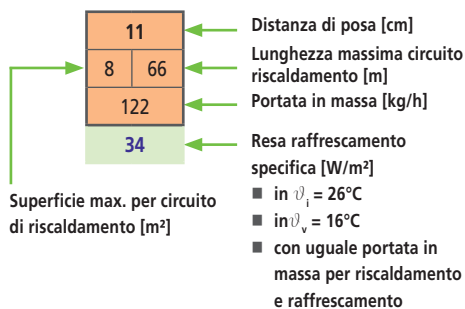 11
8 66
122
34
Distanza di posa [cm]
Lunghezza massima circuito
riscaldamento [m]
Portata in massa [kg/h]
Resa raffrescamento
specifica [W/m²]
■ in ϑi = 26°C
■ inϑv = 16°C
■ con uguale portata in
massa per riscaldamento
e raffrescamento
Superficie max. per circuito
di riscaldamento [m²]